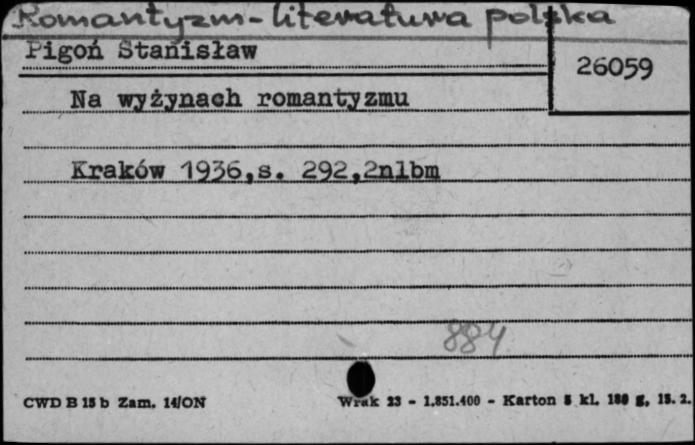 Romantyzm - literatura polska
Pigoń Stanisław
26059
Na wyżynach romantyzmu
Kraków 1936,s. 292,2nlbm
884
CWD B 15 b Zam. 14/ON
Wrak 23 - 1.851.400 - Karton 5 kl. 180 g, 15. 2.